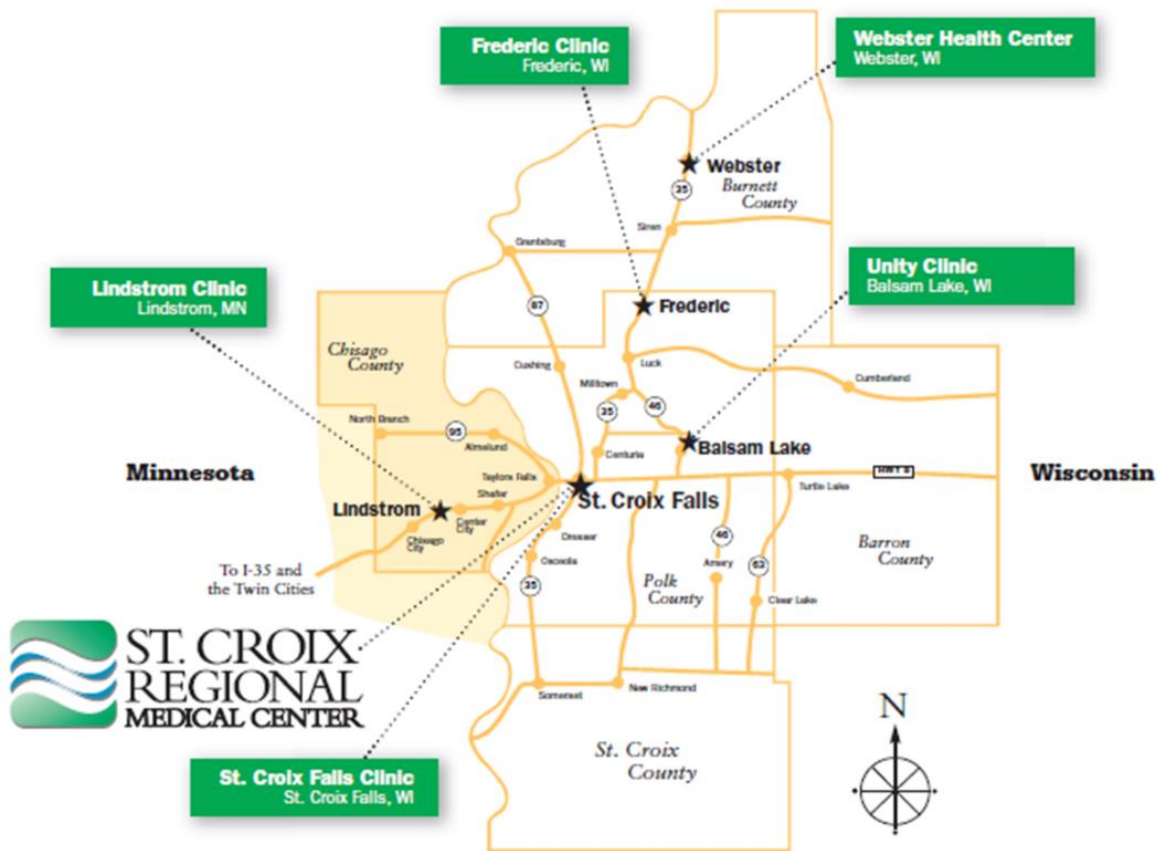 Frederic Clinic
Frederic, WI
Webster Health Center
Webster, WI
Webster
35
Burnett
County
Siren
Grantsburg
Unity Clinic
Balsam Lake, WI
Lindstrom Clinic
Lindstrom, MN
87
Frederic
Chisago
County
Cushing
Luck
Milltown
Cumberland
35
46
North Branch
95
Almelund
Centuria
Balsam Lake
Minnesota
Wisconsin
Taylors Falls
HWY 8
St. Croix Falls
Turtle Lake
Shafer
Lindstrom
Center
City
Chisago
City
Dresser
46
Barron
County
Osceola
To I-35 and
the Twin Cities
35
Amery
63
Polk
County
Clear Lake
ST. CROIX
REGIONAL
MEDICAL CENTER
Somerset
New Richmond
N
St. Croix
County
St. Croix Falls Clinic
St. Croix Falls, WI